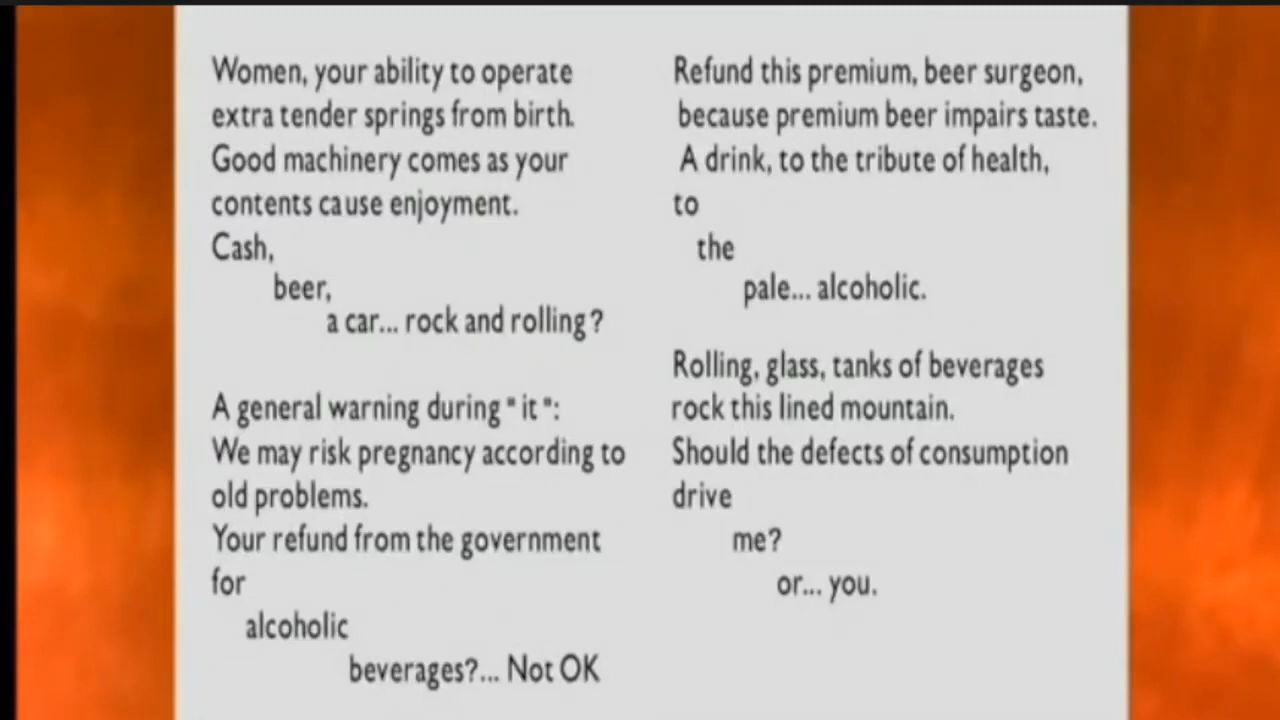 Women, your ability to operate
extra tender springs from birth.
Good machinery comes as your
contents cause enjoyment.
Cash,
beer,
a car... rock and rolling?
A general warning during "it":
We may risk pregnancy according to
old problems.
Your refund from the government
for
alcoholic
beverages?... Not OK
Refund this premium, beer surgeon,
because premium beer impairs taste.
A drink, to the tribute of health,
to
the
pale... alcoholic.
Rolling, glass, tanks of beverages
rock this lined mountain.
Should the defects of consumption
drive
me?
or... you.